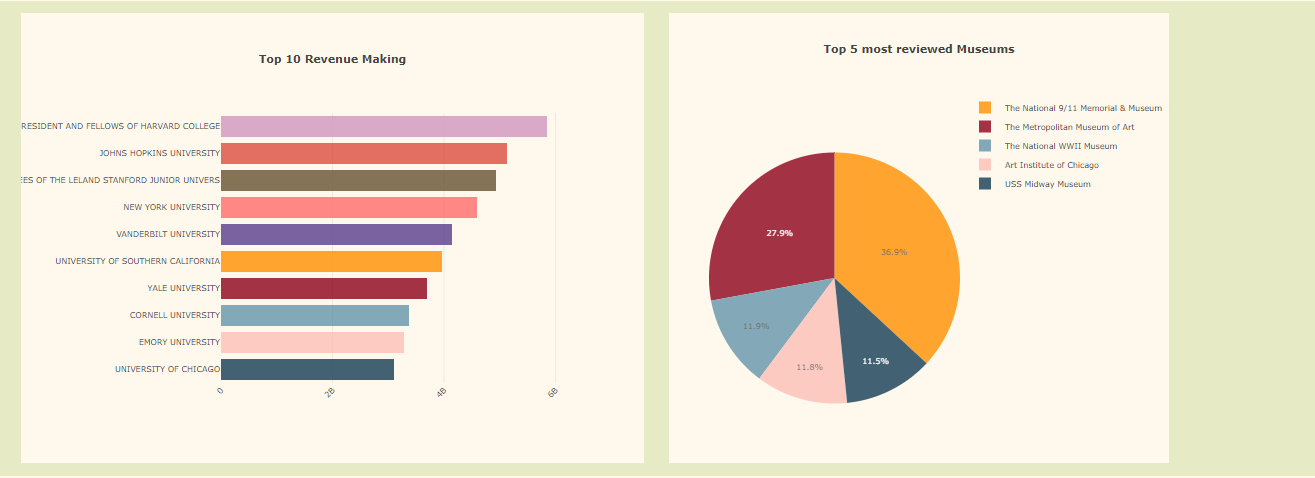 Top 10 Revenue Making
RESIDENT AND FELLOWS OF HARVARD COLLEGE
JOHNS HOPKINS UNIVERSITY
EES OF THE LELAND STANFORD JUNIOR UNIVERS
NEW YORK UNIVERSITY
VANDERBILT UNIVERSITY
UNIVERSITY OF SOUTHERN CALIFORNIA
YALE UNIVERSITY
CORNELL UNIVERSITY
EMORY UNIVERSITY
UNIVERSITY OF CHICAGO
0
2B
4B
6B
Top 5 most reviewed Museums
The National 9/11 Memorial & Museum
The Metropolitan Museum of Art
The National WWII Museum
Art Institute of Chicago
USS Midway Museum
27.9%
36.9%
11.9%
11.8%
11.5%